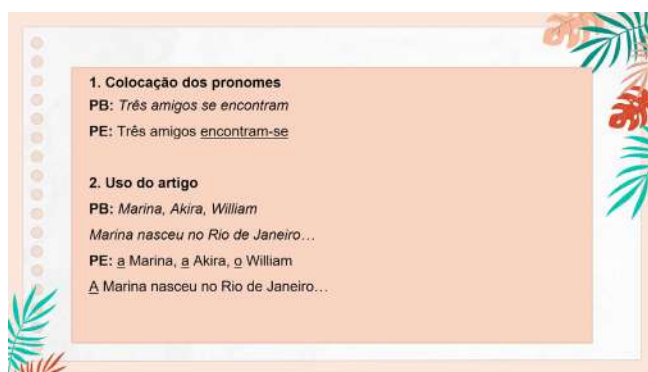 1. Colocação dos pronomes
PB: Três amigos se encontram
PE: Três amigos encontram-se
2. Uso do artigo
PB: Marina, Akira, William
Marina nasceu no Rio de Janeiro…
PE: a Marina, a Akira, o William
A Marina nasceu no Rio de Janeiro…